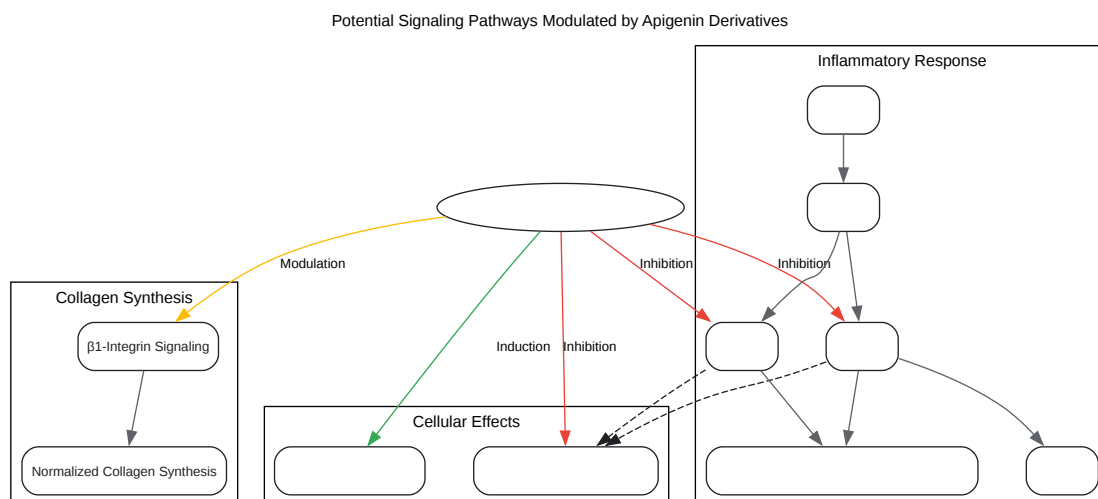 Potential Signaling Pathways Modulated by Apigenin Derivatives
Inflammatory Response
Modulation
Inhibition
Inhibition
Collagen Synthesis
β1-Integrin Signaling
Induction
Inhibition
Cellular Effects
Normalized Collagen Synthesis